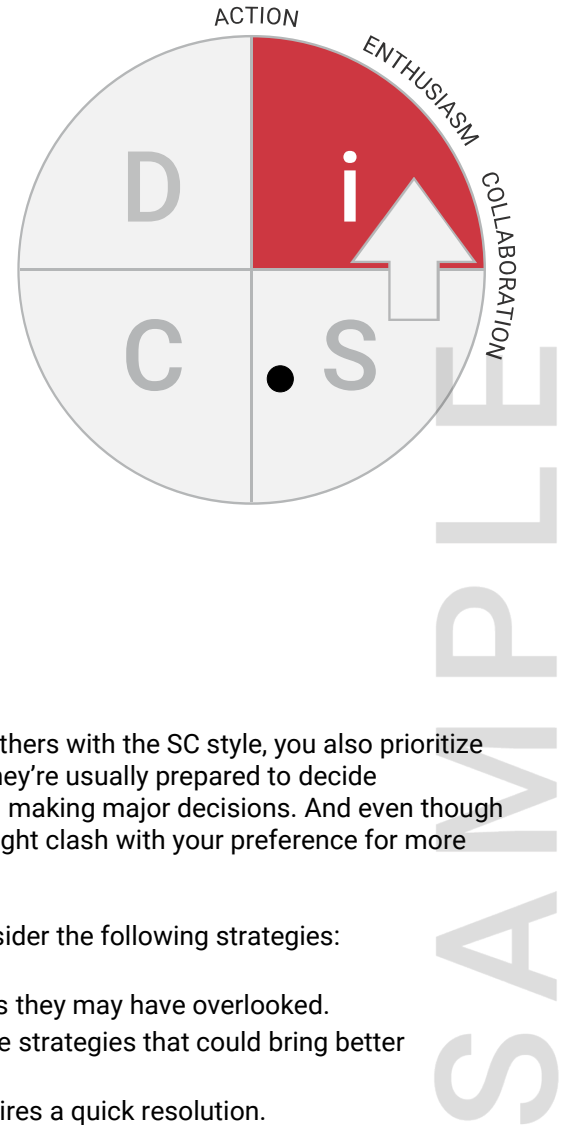 ACTION
ENTHUSIASM
COLLABORATION
D
i
C
S
SAMPLE
thers with the SC style, you also prioritize
ey're usually prepared to decide
making major decisions. And even though
ght clash with your preference for more
sider the following strategies:
s they may have overlooked.
e strategies that could bring better
ires a quick resolution.